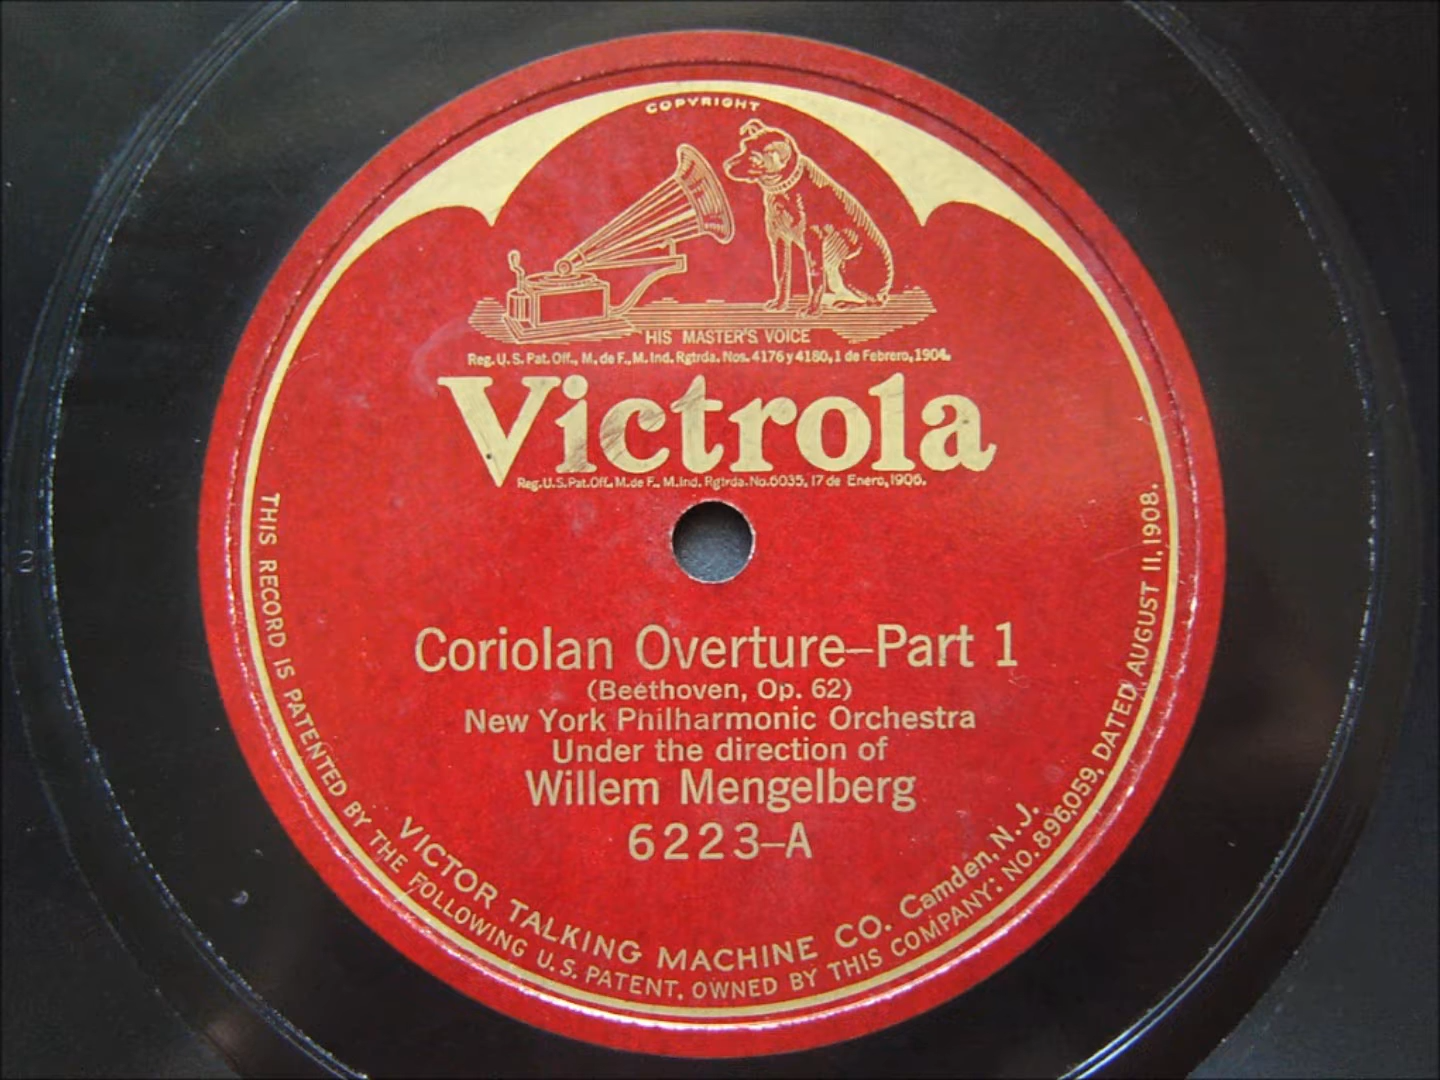 COPYRIGHT
"HIS MASTER'S VOICE"
Reg. U. S. Pat. Off., M. de F., M. Ind. Rgtrda. Nos. 4176 y 4180, 1 de Febrero, 1904.
Victrola
Reg. U.S. Pat. Off., M. de F., M. Ind. Rgtrda. No. 6035, 17 de Enero, 1906.
Coriolan Overture–Part 1
(Beethoven, Op. 62)
New York Philharmonic Orchestra
Under the direction of
Willem Mengelberg
6223–A
VICTOR TALKING MACHINE CO. Camden, N.J.
THIS RECORD IS PATENTED BY THE FOLLOWING U.S. PATENT, OWNED BY THIS COMPANY: NO. 896,059, DATED AUGUST 11, 1908.